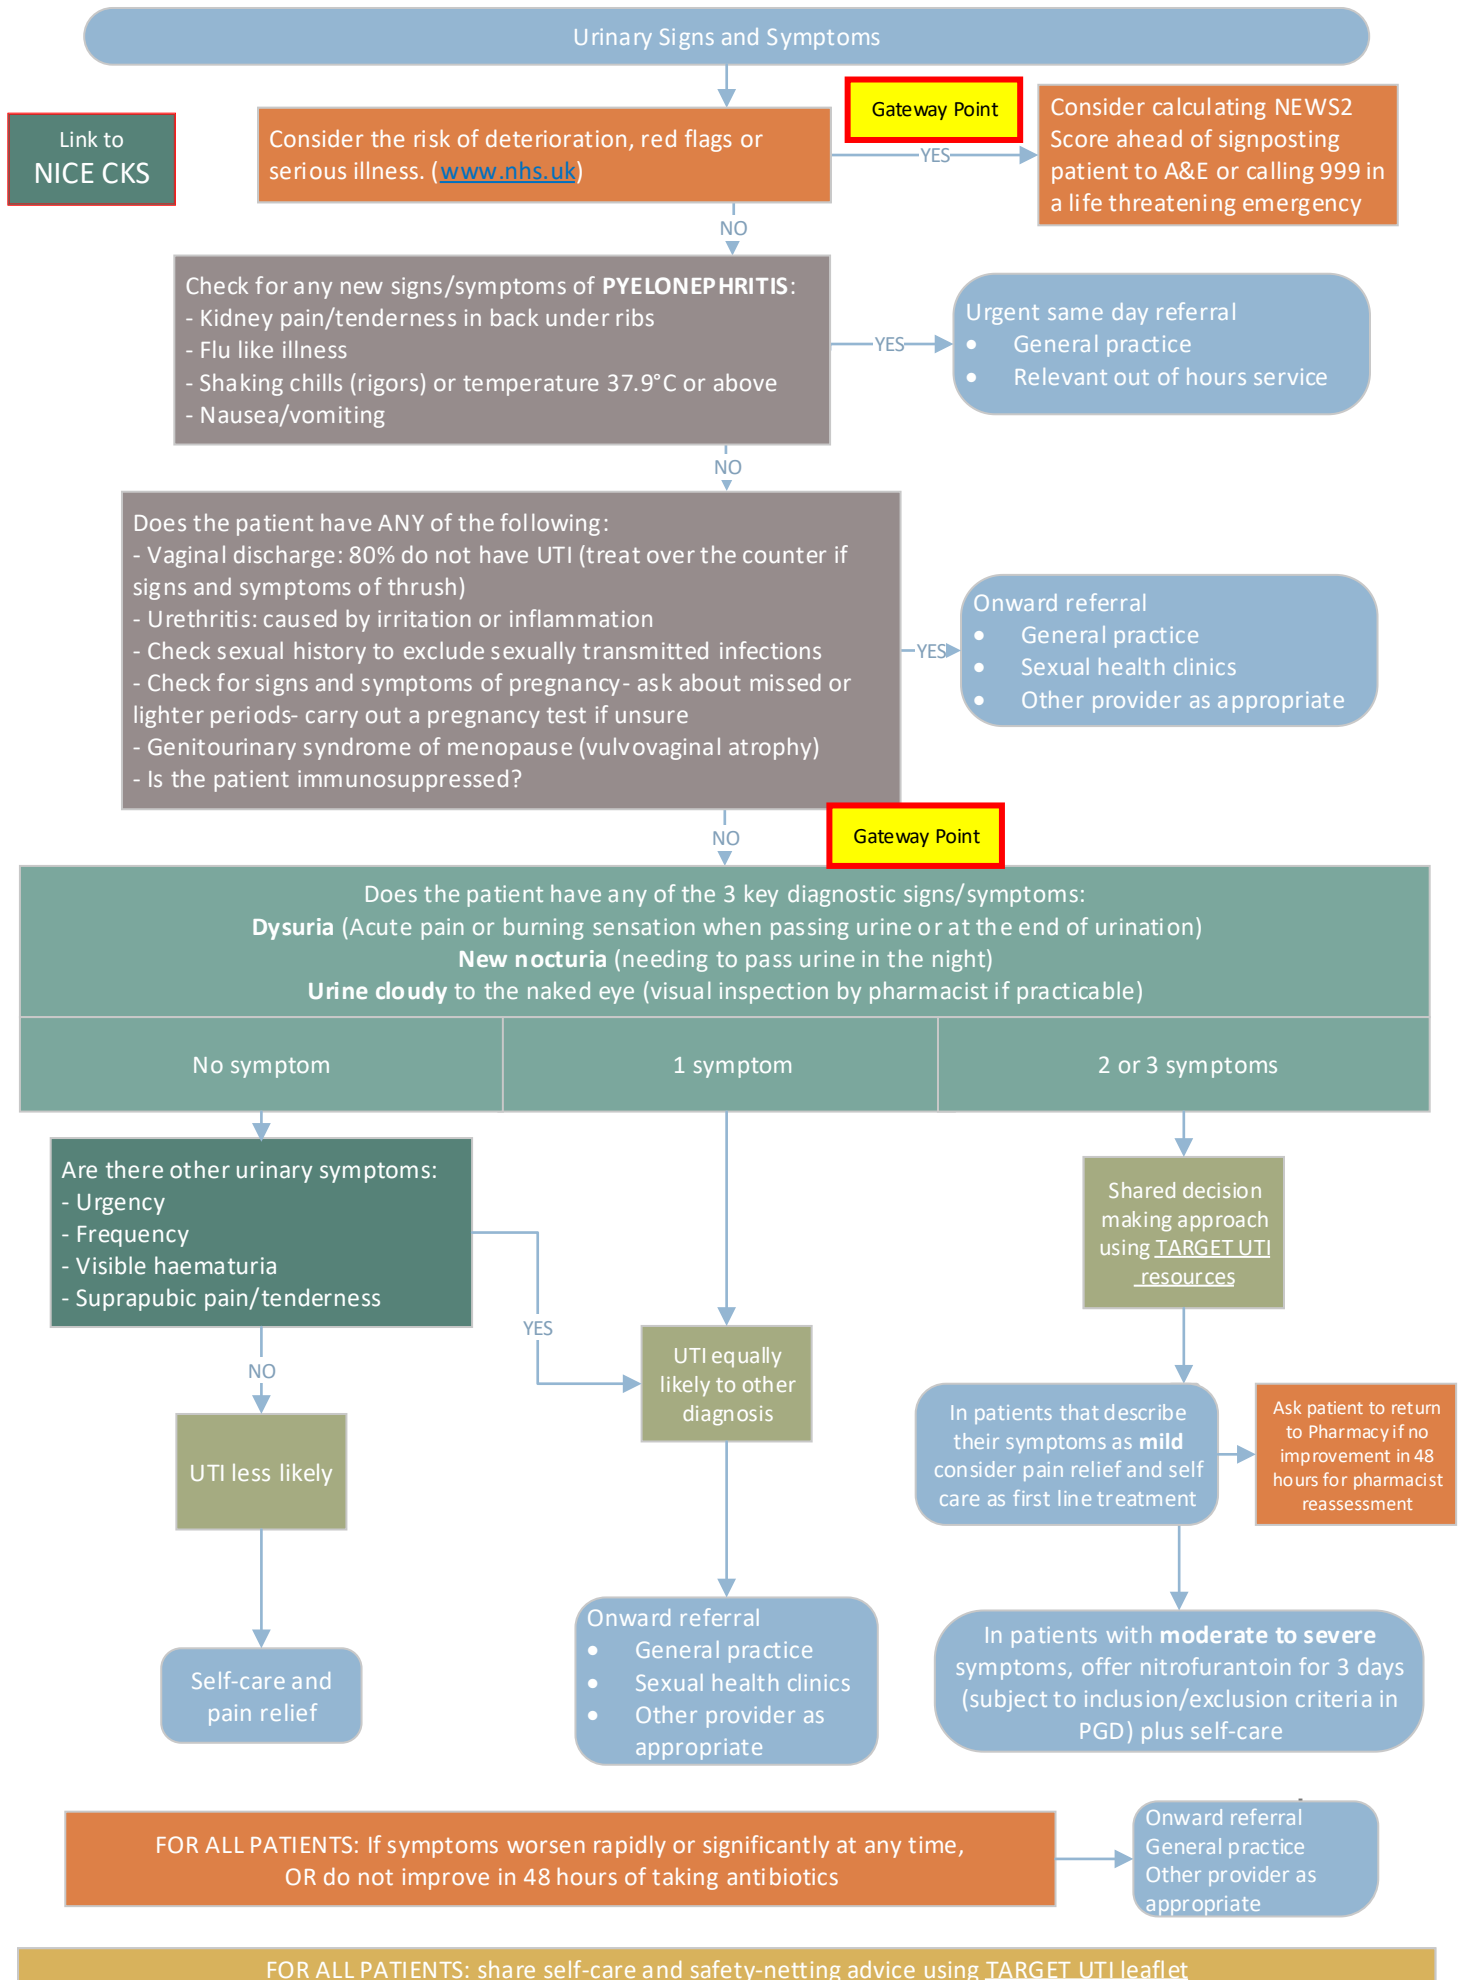 Urinary Signs and Symptoms
Link to
NICE CKS
Consider the risk of deterioration, red flags or
serious illness. (www.nhs.uk)
Gateway Point
YES
Consider calculating NEWS2
Score ahead of signposting
patient to A&E or calling 999 in
a life threatening emergency
NO
Check for any new signs/symptoms of PYELONEPHRITIS:
- Kidney pain/tenderness in back under ribs
- Flu like illness
- Shaking chills (rigors) or temperature 37.9°C or above
- Nausea/vomiting
YES
Urgent same day referral
• General practice
• Relevant out of hours service
NO
Does the patient have ANY of the following:
- Vaginal discharge: 80% do not have UTI (treat over the counter if
signs and symptoms of thrush)
- Urethritis: caused by irritation or inflammation
- Check sexual history to exclude sexually transmitted infections
- Check for signs and symptoms of pregnancy- ask about missed or
lighter periods- carry out a pregnancy test if unsure
- Genitourinary syndrome of menopause (vulvovaginal atrophy)
- Is the patient immunosuppressed?
YES
Onward referral
• General practice
• Sexual health clinics
• Other provider as appropriate
NO
Gateway Point
Does the patient have any of the 3 key diagnostic signs/symptoms:
Dysuria (Acute pain or burning sensation when passing urine or at the end of urination)
New nocturia (needing to pass urine in the night)
Urine cloudy to the naked eye (visual inspection by pharmacist if practicable)
No symptom
1 symptom
2 or 3 symptoms
Are there other urinary symptoms:
- Urgency
- Frequency
- Visible haematuria
- Suprapubic pain/tenderness
YES
NO
UTI less likely
Self-care and
pain relief
UTI equally
likely to other
diagnosis
Onward referral
• General practice
• Sexual health clinics
• Other provider as
appropriate
Shared decision
making approach
using TARGET UTI
resources
In patients that describe
their symptoms as mild
consider pain relief and self
care as first line treatment
Ask patient to return
to Pharmacy if no
improvement in 48
hours for pharmacist
reassessment
In patients with moderate to severe
symptoms, offer nitrofurantoin for 3 days
(subject to inclusion/exclusion criteria in
PGD) plus self-care
FOR ALL PATIENTS: If symptoms worsen rapidly or significantly at any time,
OR do not improve in 48 hours of taking antibiotics
Onward referral
General practice
Other provider as
appropriate
FOR ALL PATIENTS: share self-care and safety-netting advice using TARGET UTI leaflet